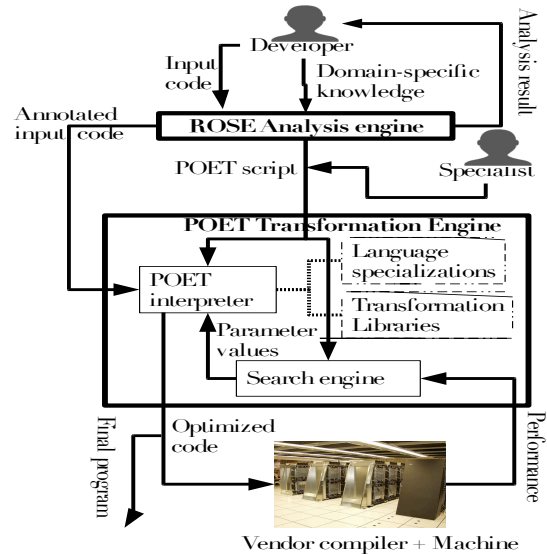 Developer
Input
code
Domain-specific
knowledge
Analysis result
Annotated
input code
ROSE Analysis engine
POET script
Specialist
POET Transformation Engine
POET
interpreter
Language
specializations
Transformation
Libraries
Parameter
values
Search engine
Final program
Optimized
code
Performance
Vendor compiler + Machine